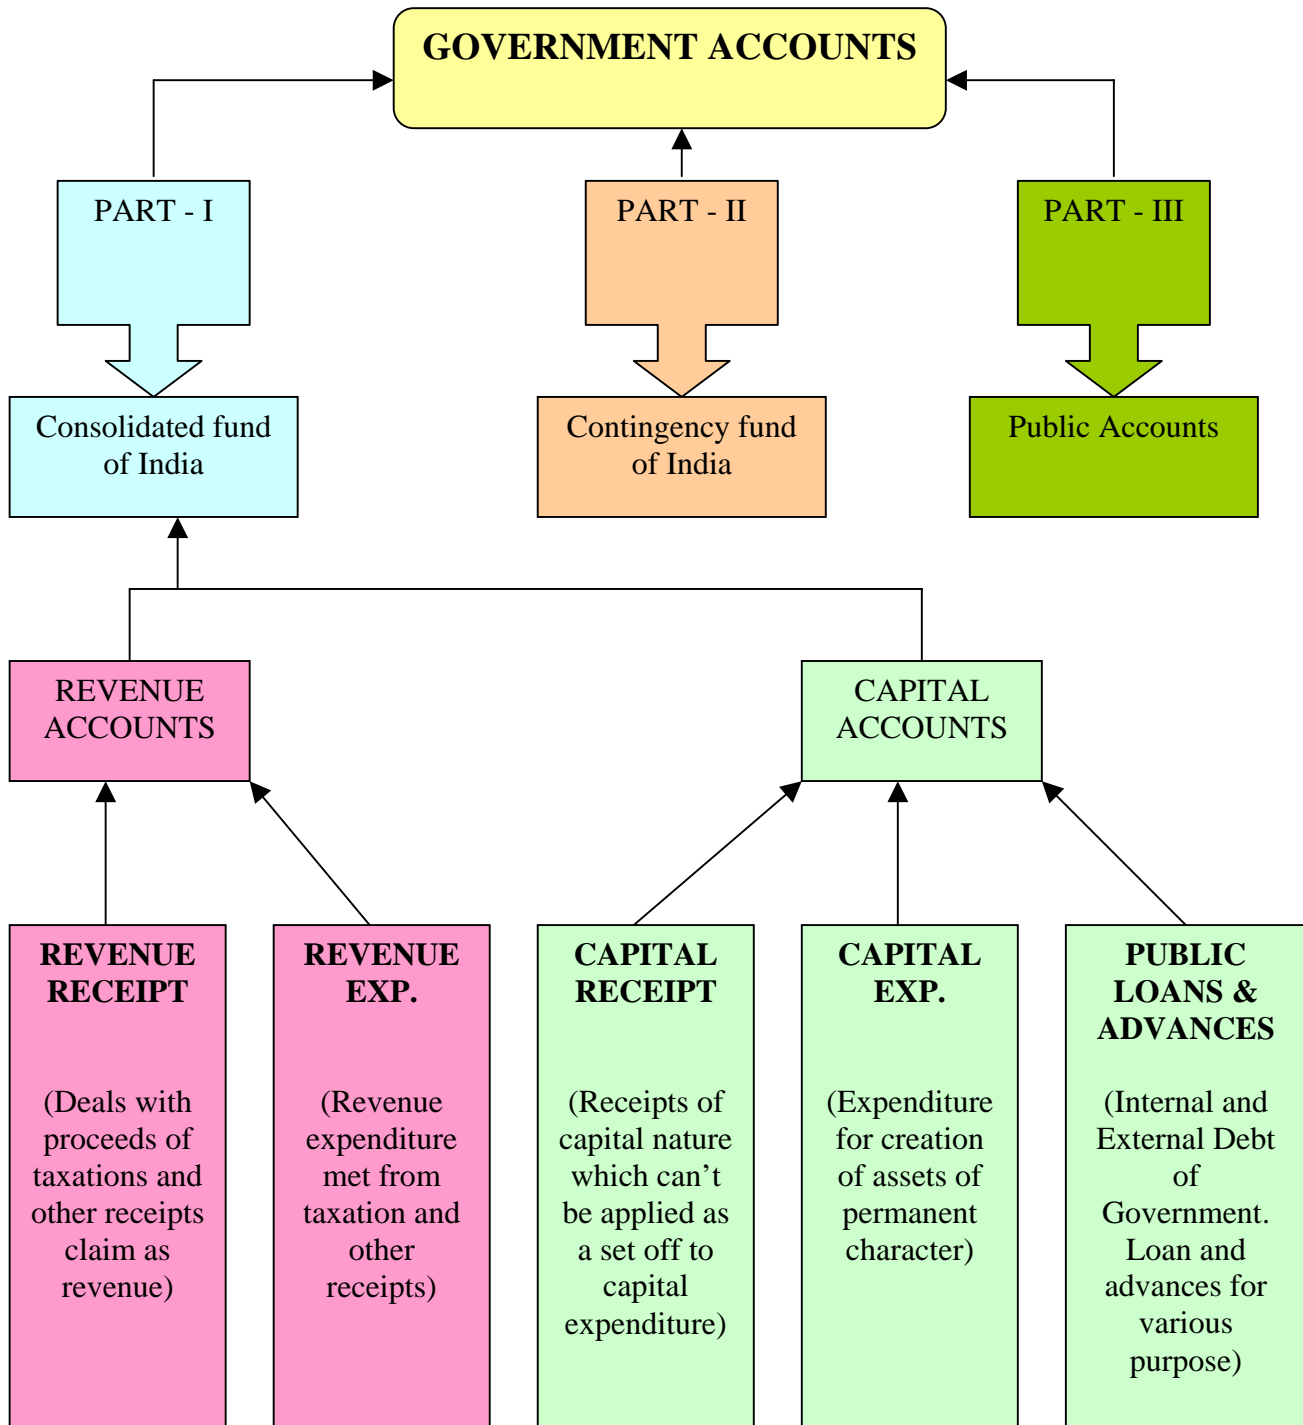 GOVERNMENT ACCOUNTS
PART - I
PART - II
PART - III
Consolidated fund
of India
Contingency fund
of India
Public Accounts
REVENUE
ACCOUNTS
CAPITAL
ACCOUNTS
REVENUE
RECEIPT
(Deals with
proceeds of
taxations and
other receipts
claim as
revenue)
REVENUE
EXP.
(Revenue
expenditure
met from
taxation and
other
receipts)
CAPITAL
RECEIPT
(Receipts of
capital nature
which can’t
be applied as
a set off to
capital
expenditure)
CAPITAL
EXP.
(Expenditure
for creation
of assets of
permanent
character)
PUBLIC
LOANS &
ADVANCES
(Internal and
External Debt
of
Government.
Loan and
advances for
various
purpose)